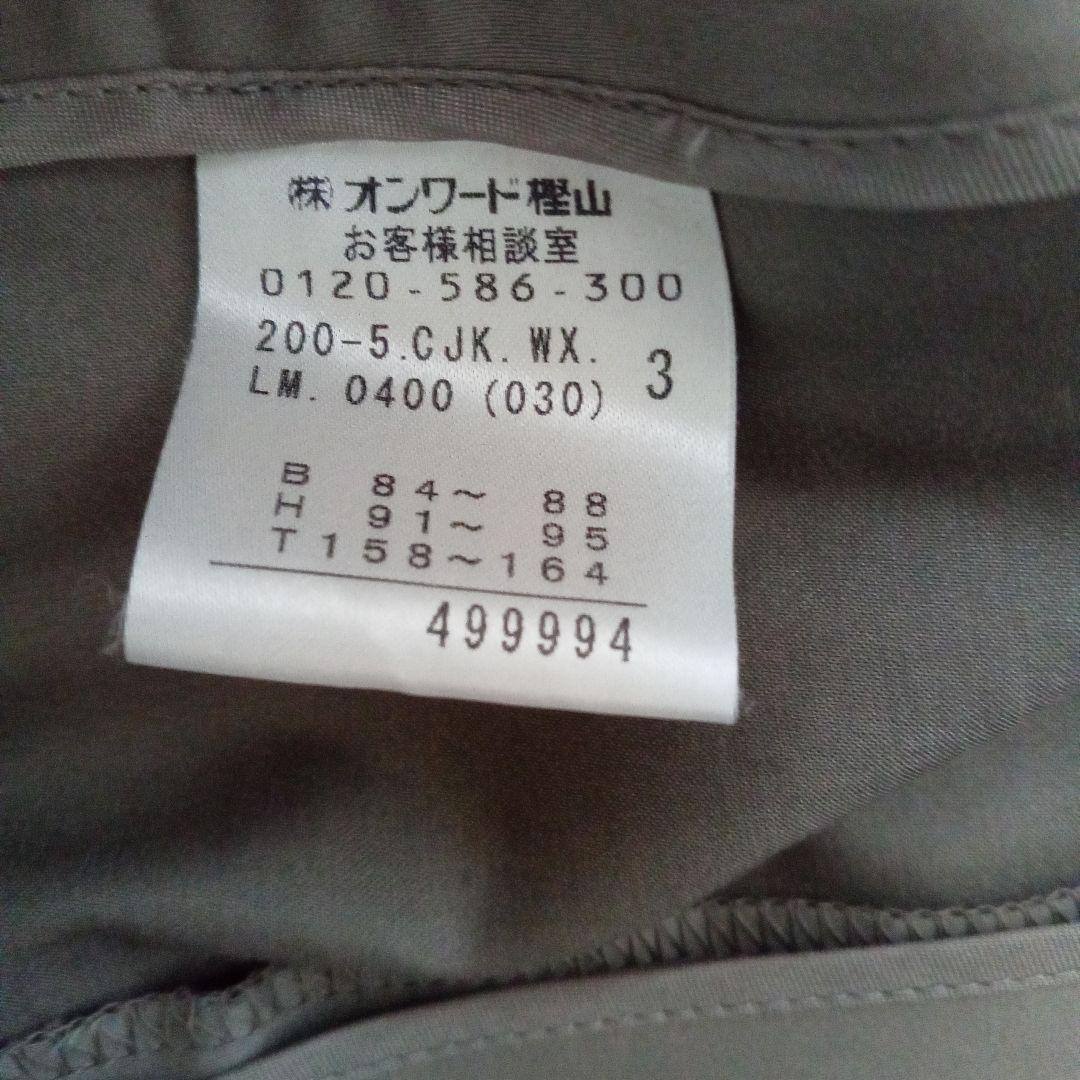 ㈱オンワード樫山
お客様相談室
0120-586-300
200-5.CJK.WX. 3
LM. 0400 (030)
B 84～ 88
H 91～ 95
T158～164
499994